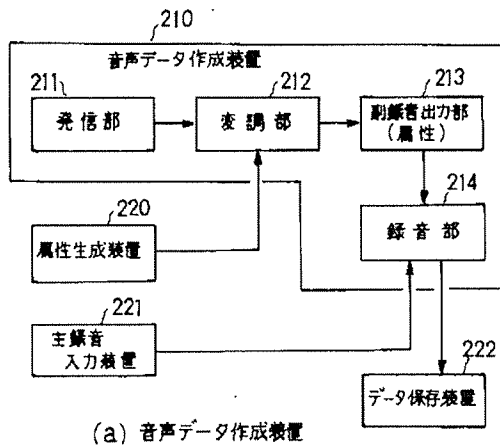 210
音声データ作成装置
211
発信部
212
変調部
213
副録音出力部
(属性)
214
録音部
220
属性生成装置
221
主録音
入力装置
222
データ保存装置
(a) 音声データ作成装置